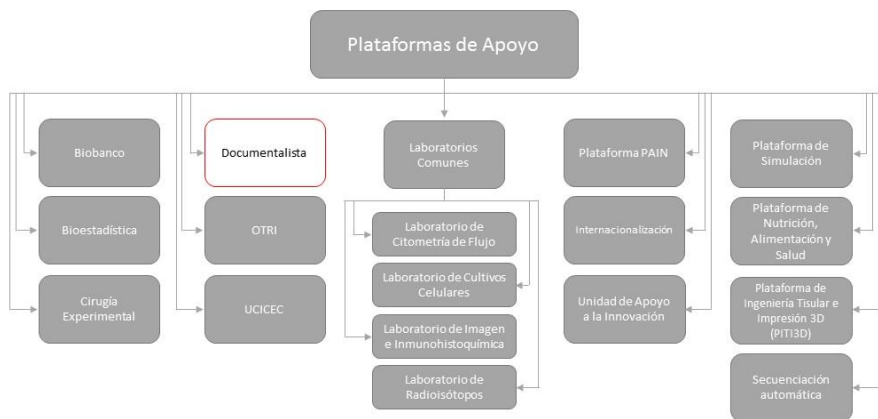 Plataformas de Apoyo
Biobanco
Bioestadística
Cirugía
Experimental
Documentalista
OTRI
UCICEC
Laboratorios
Comunes
Laboratorio de
Citometría de Flujo
Laboratorio de Cultivos
Celulares
Laboratorio de Imagen
e Inmunohistoquímica
Laboratorio de
Radioisótopos
Plataforma PAIN
Internacionalización
Unidad de Apoyo
a la Innovación
Plataforma de
Simulación
Plataforma de
Nutrición,
Alimentación y
Salud
Plataforma de
Ingeniería Tisular e
Impresión 3D
(PITI3D)
Secuenciación
automática